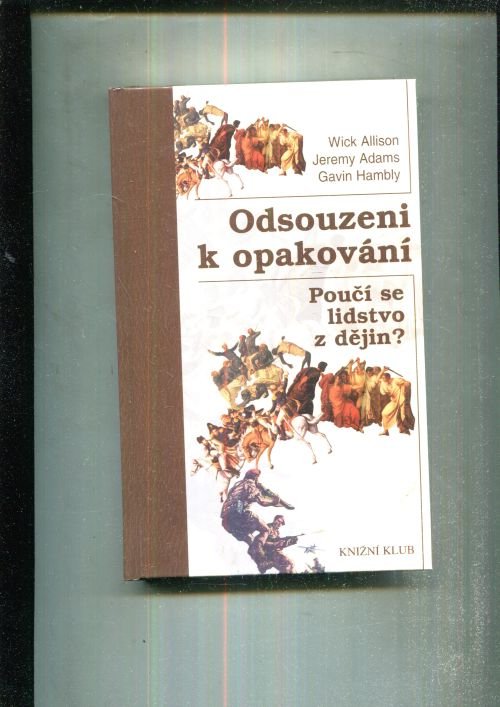 Wick Allison
Jeremy Adams
Gavin Hambly
Odsouzeni
k opakování
Poučí se
lidstvo
z dějin?
KNIŽNÍ KLUB